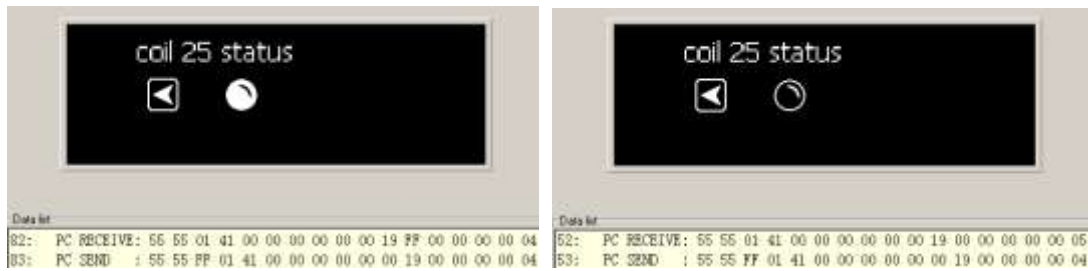 coil 25 status
Data list
82: PC RECEIVE: 55 55 01 41 00 00 00 00 00 00 19 FF 00 00 00 00 04
83: PC SEND : 55 55 FF 01 41 00 00 00 00 00 00 19 00 00 00 00 04
coil 25 status
Data list
52: PC RECEIVE: 55 55 01 41 00 00 00 00 00 00 19 00 00 00 00 00 05
53: PC SEND : 55 55 FF 01 41 00 00 00 00 00 00 19 00 00 00 00 04